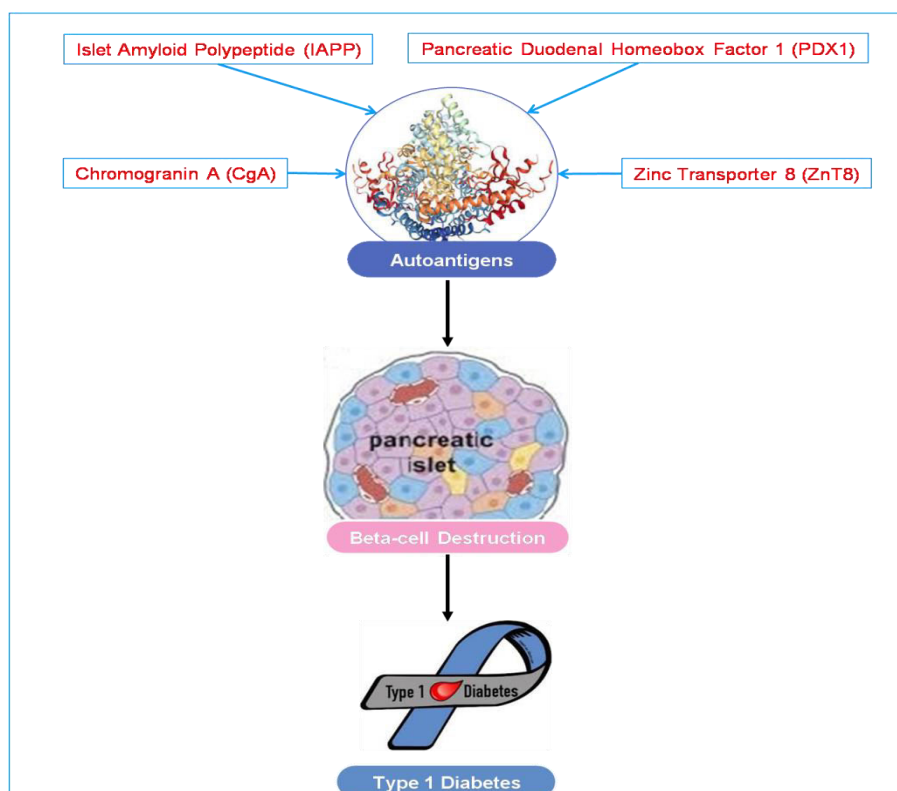 Islet Amyloid Polypeptide (IAPP)
Pancreatic Duodenal Homeobox Factor 1 (PDX1)
Chromogranin A (CgA)
Zinc Transporter 8 (ZnT8)
Autoantigens
pancreatic
islet
Beta-cell Destruction
Type 1 Diabetes
Type 1 Diabetes